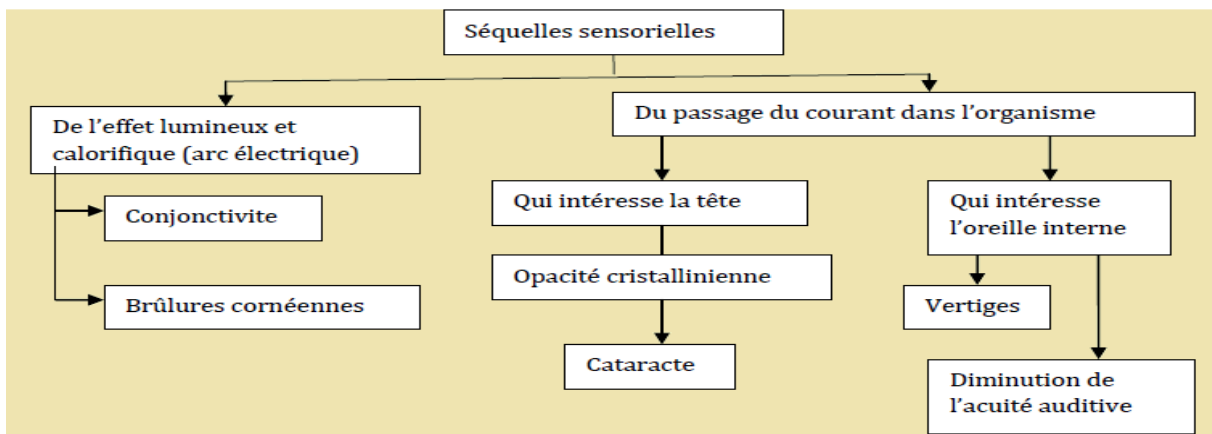 Séquelles sensorielles
De l’effet lumineux et
calorifique (arc électrique)
Conjonctivite
Brûlures cornéennes
Du passage du courant dans l’organisme
Qui intéresse la tête
Opacité cristallinienne
Cataracte
Qui intéresse
l’oreille interne
Vertiges
Diminution de
l’acuité auditive